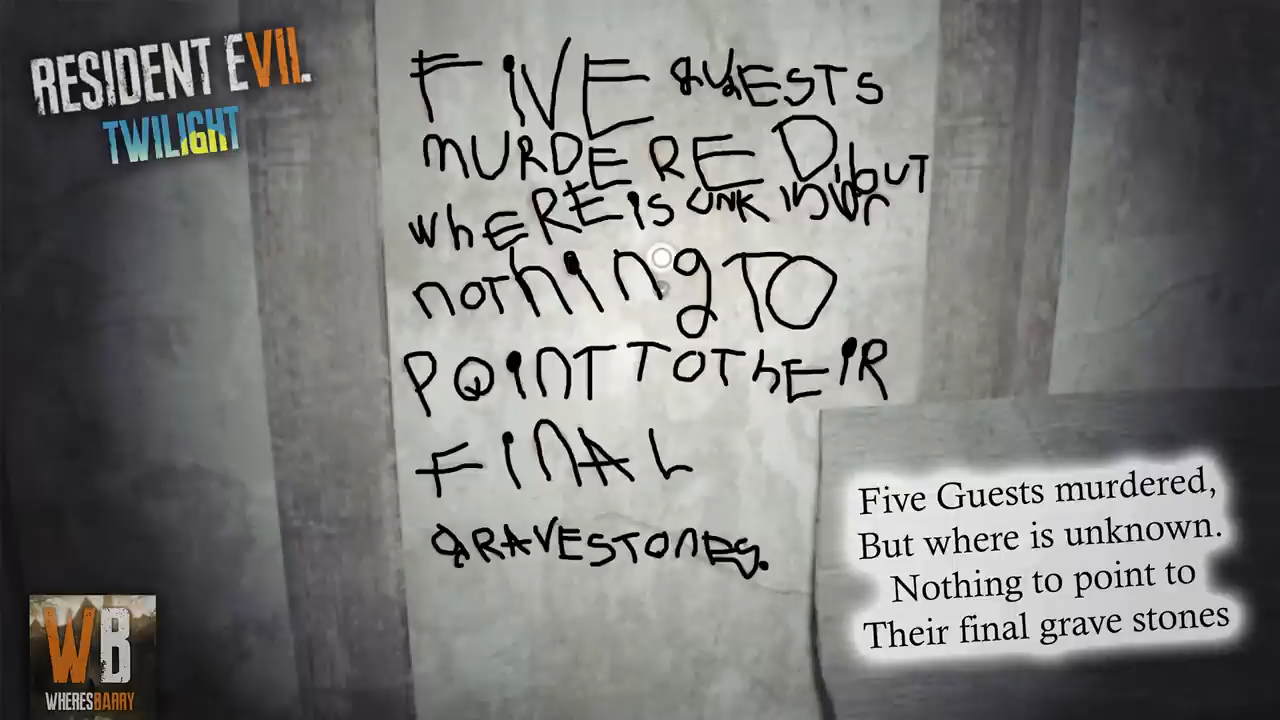 RESIDENT EVII.
TWILIGHT
FiVE gUESTS
mURDERED, buT
whERE iS UNKnown
nothing TO
POinT TO ThEiR
FinAL
gRAVESTOnES.
Five Guests murdered,
But where is unknown.
Nothing to point to
Their final grave stones
WB
WHERESBARRY